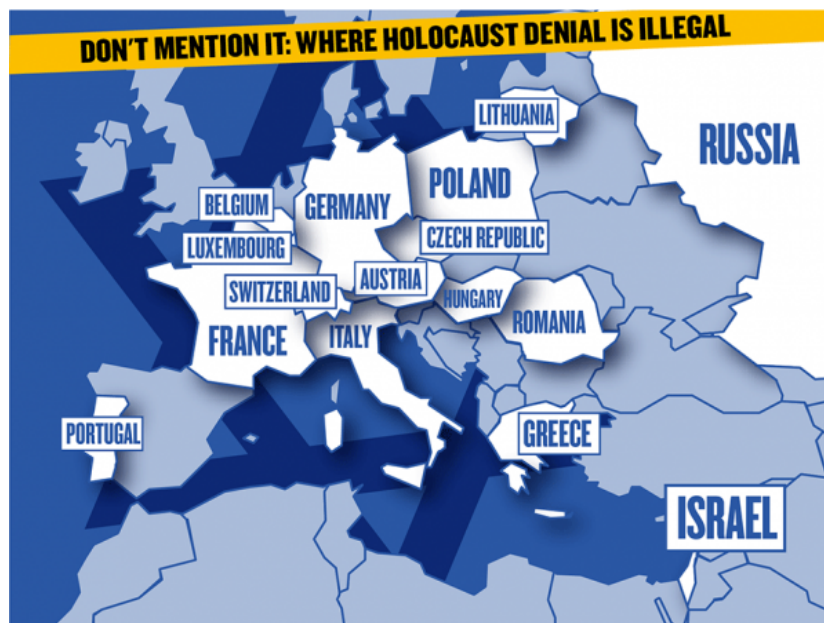 DON'T MENTION IT: WHERE HOLOCAUST DENIAL IS ILLEGAL
LITHUANIA
RUSSIA
POLAND
BELGIUM
GERMANY
CZECH REPUBLIC
LUXEMBOURG
AUSTRIA
SWITZERLAND
HUNGARY
ROMANIA
FRANCE
ITALY
PORTUGAL
GREECE
ISRAEL